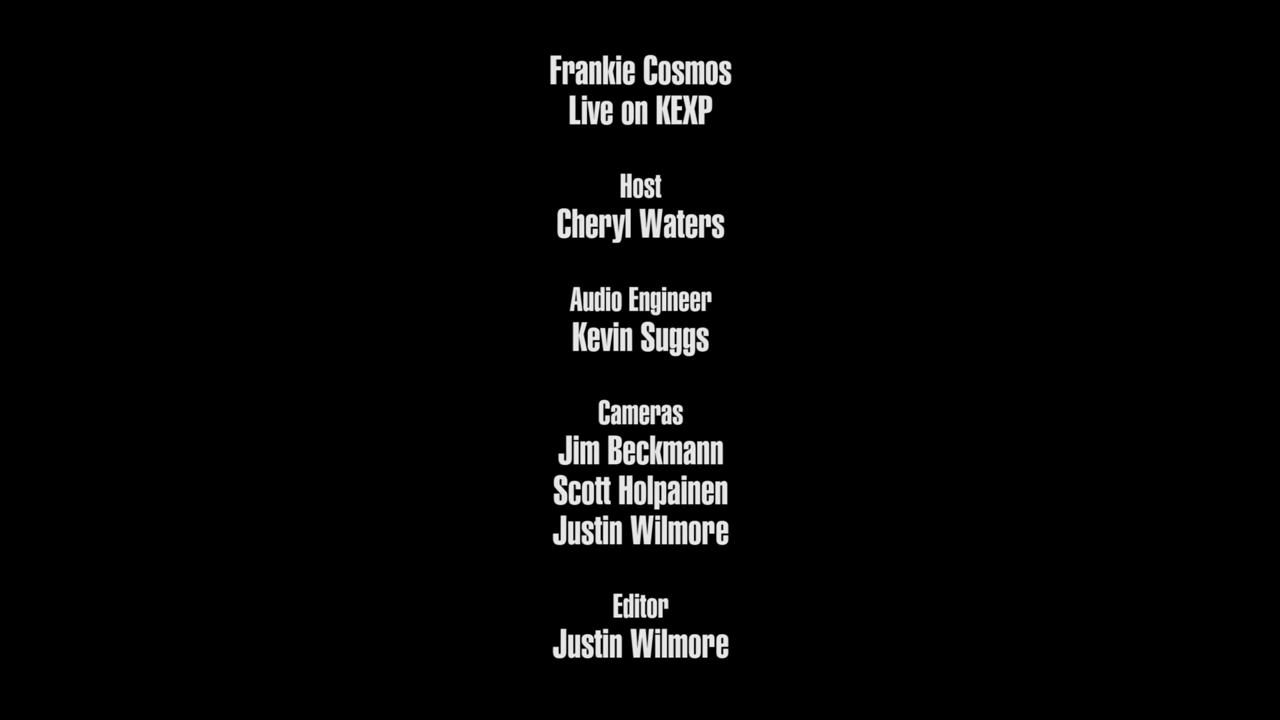 Frankie Cosmos
Live on KEXP
Host
Cheryl Waters
Audio Engineer
Kevin Suggs
Cameras
Jim Beckmann
Scott Holpainen
Justin Wilmore
Editor
Justin Wilmore